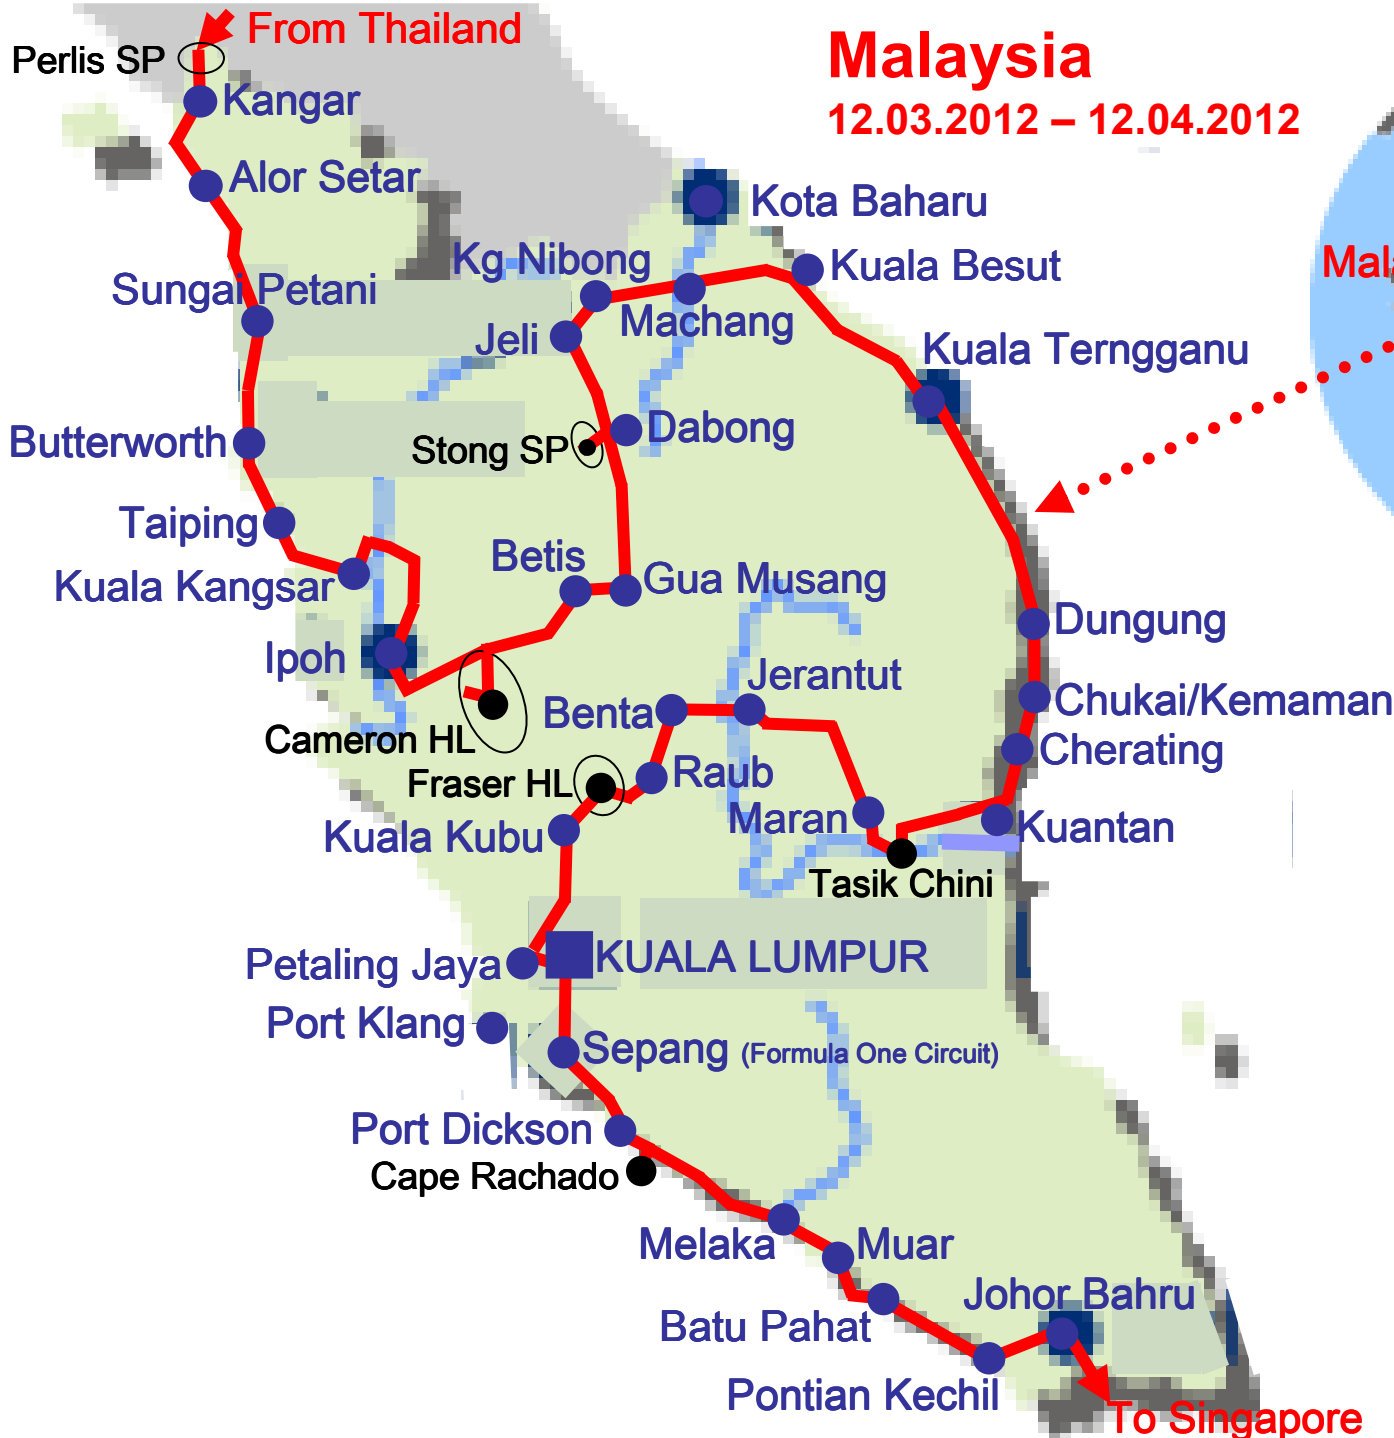 From Thailand
Malaysia
Perlis SP
Kangar
12.03.2012 – 12.04.2012
Alor Setar
Kota Baharu
Kg Nibong
Kuala Besut
Mal
Sungai Petani
Machang
Jeli
Kuala Terngganu
Butterworth
Stong SP
Dabong
Taiping
Betis
Gua Musang
Kuala Kangsar
Dungung
Ipoh
Jerantut
Benta
Chukai/Kemaman
Cameron HL
Cherating
Fraser HL
Raub
Kuala Kubu
Maran
Kuantan
Tasik Chini
Petaling Jaya
KUALA LUMPUR
Port Klang
Sepang (Formula One Circuit)
Port Dickson
Cape Rachado
Melaka
Muar
Johor Bahru
Batu Pahat
Pontian Kechil
To Singapore